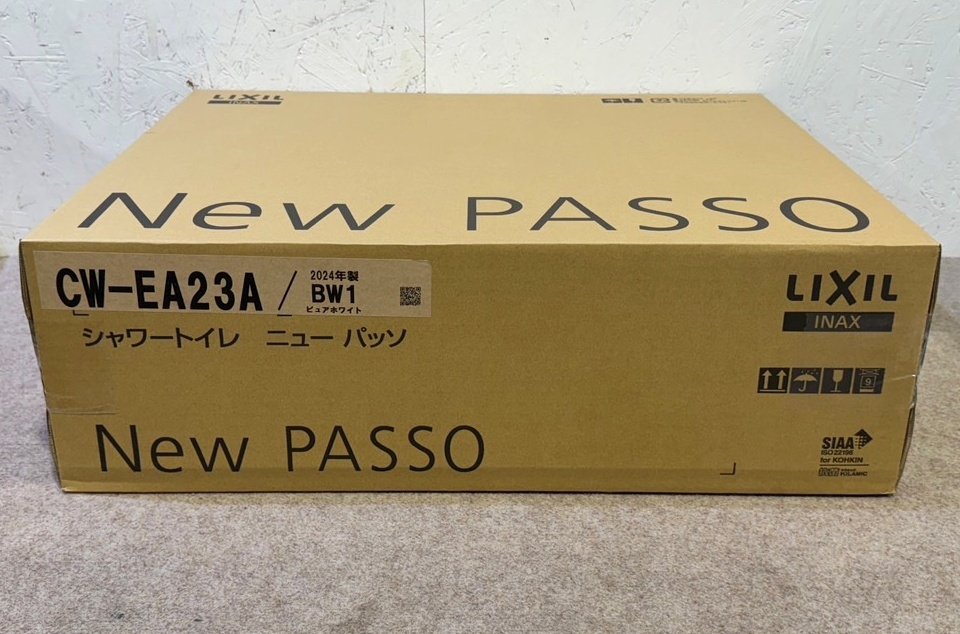 LIXIL
INAX
New PASSO
CW-EA23A / 2024年製
BW1
ピュアホワイト
シャワートイレ ニュー パッソ
New PASSO
LIXIL
INAX
9
SIAA
ISO 22196
for KOHKIN